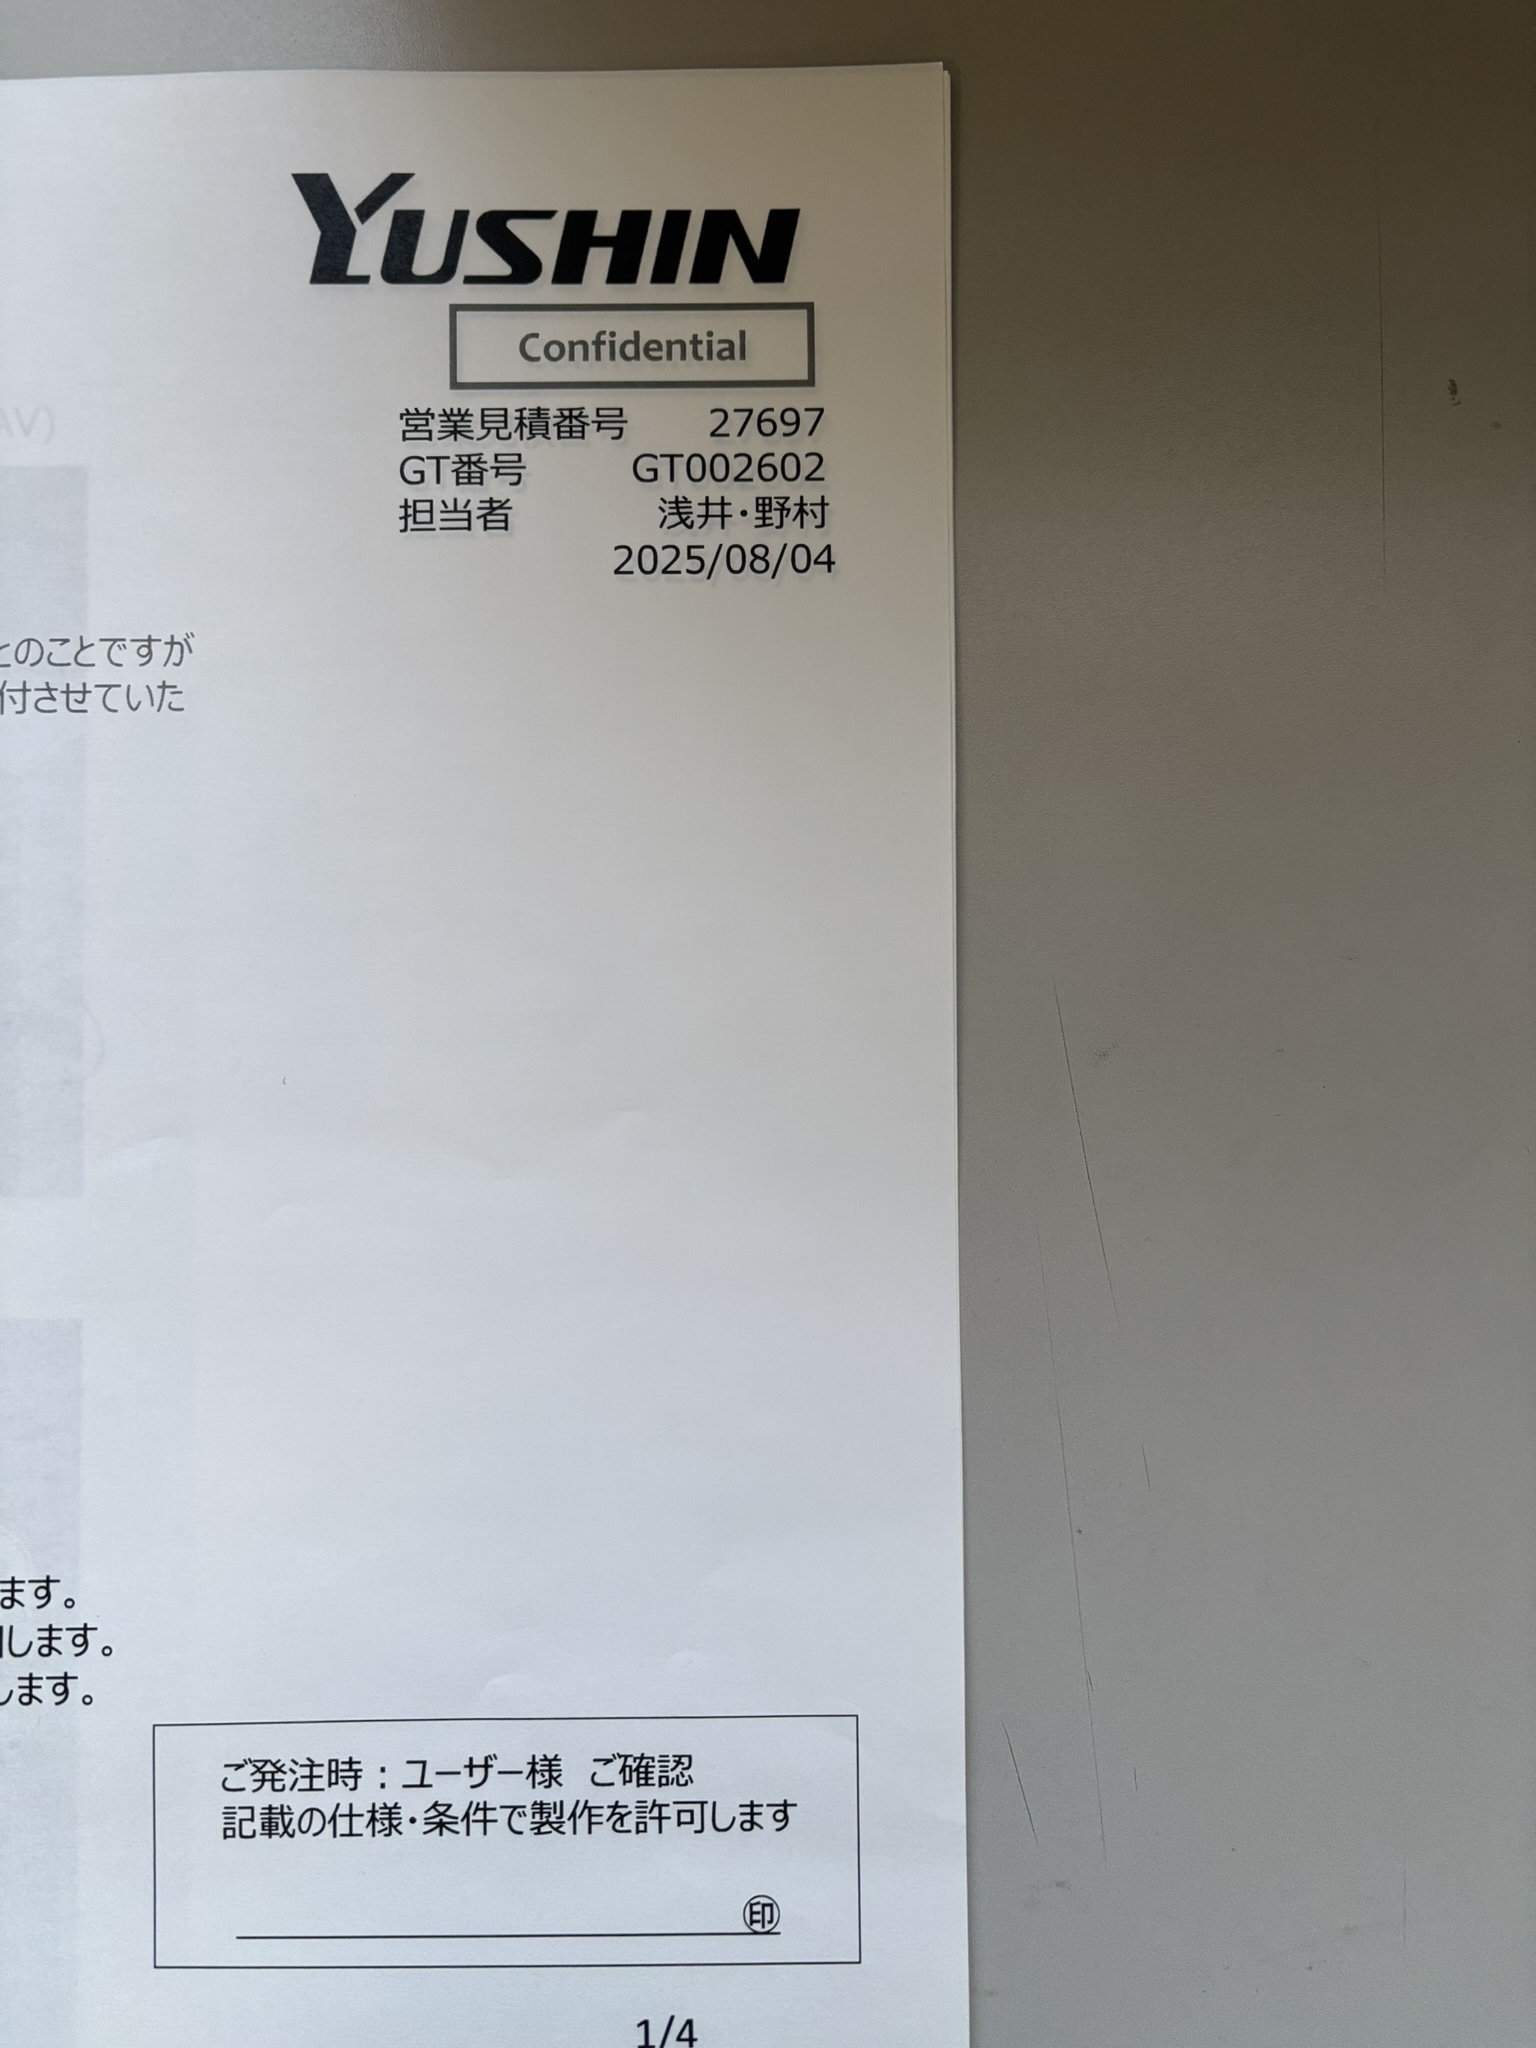 YUSHIN
Confidential
AV)
営業見積番号 27697
GT番号 GT002602
担当者 浅井・野村
2025/08/04
とのことですが
付させていた
ます。
します。
します。
ご発注時：ユーザー様 ご確認
記載の仕様・条件で製作を許可します
㊞
1/4